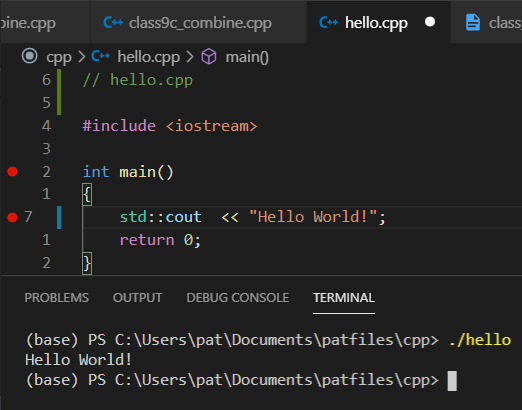 ine.cpp class9c_combine.cpp hello.cpp class
cpp > hello.cpp > main()
6 // hello.cpp
5
4 #include <iostream>
3
2 int main()
1 {
7 std::cout  << "Hello World!";
1 return 0;
2 }
PROBLEMS OUTPUT DEBUG CONSOLE TERMINAL
(base) PS C:\Users\pat\Documents\patfiles\cpp> ./hello
Hello World!
(base) PS C:\Users\pat\Documents\patfiles\cpp>